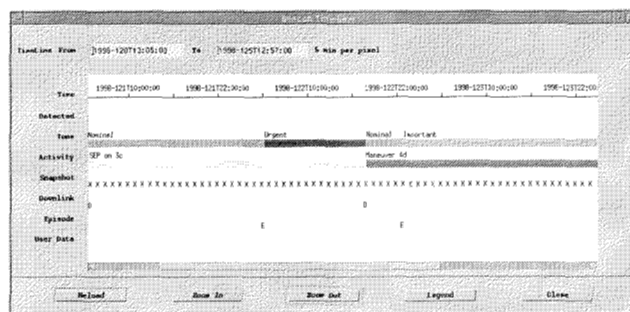 Beacon Timeline
Timeline From 1998-120T13:05:00 To 1998-125T12:57:00 5 min per pixel
Time 1998-121T10:00:00 1998-121T22:00:00 1998-122T10:00:00 1998-122T22:00:00 1998-123T10:00:00 1998-123T22:00
Detected
Tone Nominal Urgent Nominal Important
Activity SEP on 3c Maneuver 4d
Snapshot X X X X X X X X X X X X X X X X X X X X X X X X X X X X X X X X X X X X X X X X X X X X X X X X X X X X X X X X X X X X
Downlink D D
Episode E E
User Data
Reload Zoom In Zoom Out Legend Close